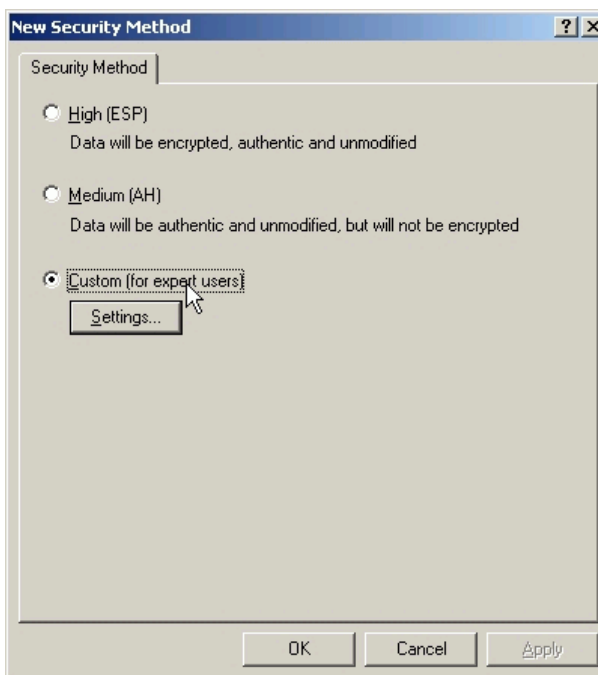 New Security Method
Security Method
High (ESP)
Data will be encrypted, authentic and unmodified
Medium (AH)
Data will be authentic and unmodified, but will not be encrypted
Custom (for expert users)
Settings...
OK Cancel Apply